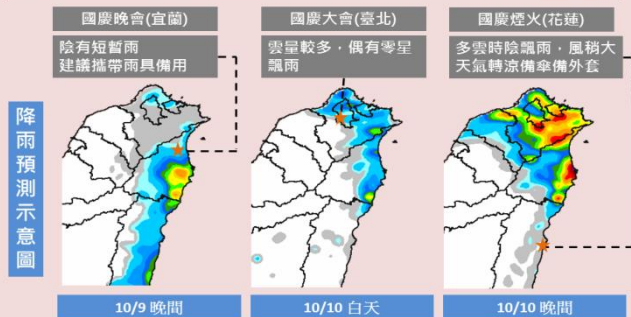 國慶晚會(宜蘭)
陰有短暫雨
建議攜帶雨具備用
國慶大會(臺北)
雲量較多，偶有零星
飄雨
國慶煙火(花蓮)
多雲時陰飄雨，風稍大
天氣轉涼備傘備外套
降雨預測示意圖
10/9 晚間
10/10 白天
10/10 晚間